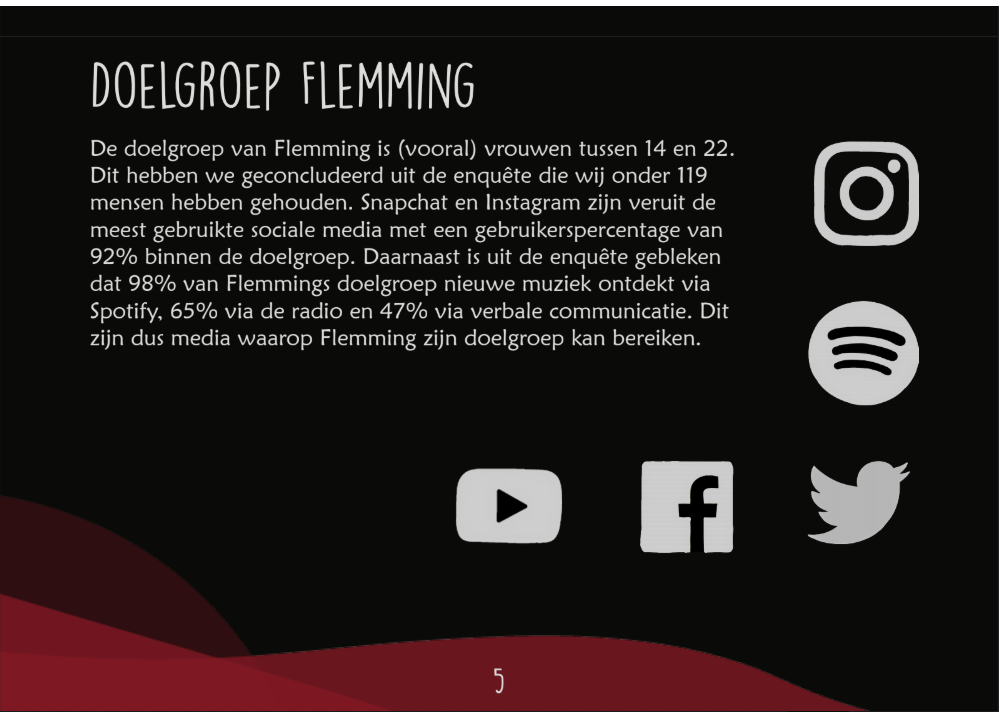 DOELGROEP FLEMMING
De doelgroep van Flemming is (vooral) vrouwen tussen 14 en 22.
Dit hebben we geconcludeerd uit de enquête die wij onder 119
mensen hebben gehouden. Snapchat en Instagram zijn veruit de
meest gebruikte sociale media met een gebruikerspercentage van
92% binnen de doelgroep. Daarnaast is uit de enquête gebleken
dat 98% van Flemmings doelgroep nieuwe muziek ontdekt via
Spotify, 65% via de radio en 47% via verbale communicatie. Dit
zijn dus media waarop Flemming zijn doelgroep kan bereiken.
5